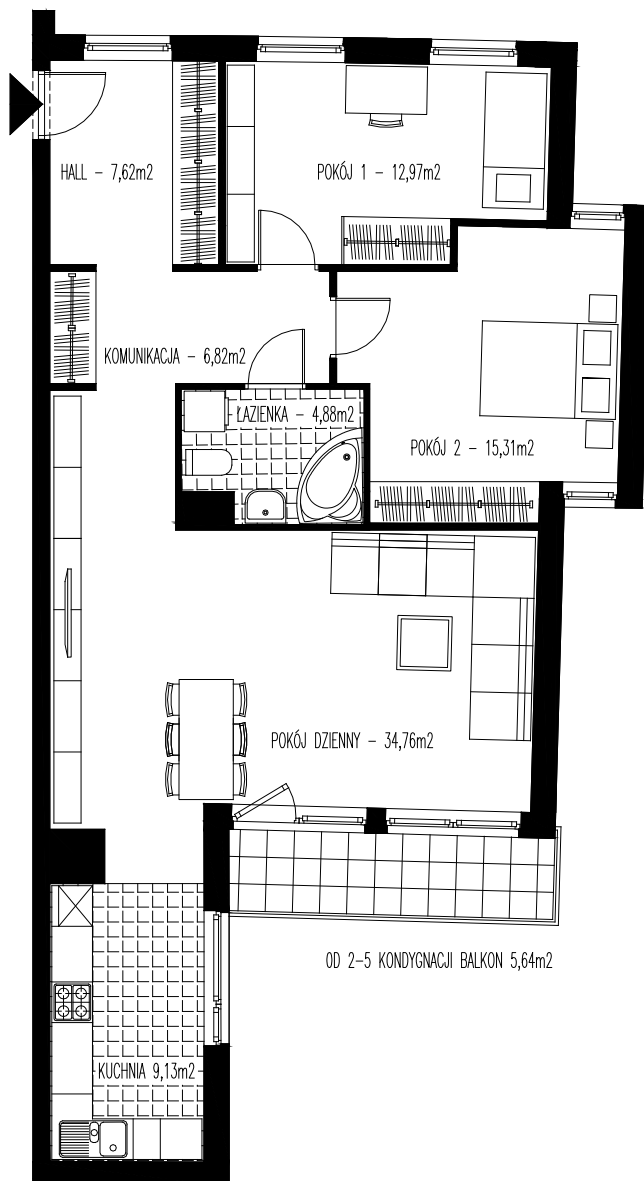 HALL - 7,62m2
POKÓJ 1 - 12,97m2
KOMUNIKACJA - 6,82m2
ŁAZIENKA - 4,88m2
POKÓJ 2 - 15,31m2
POKÓJ DZIENNY - 34,76m2
OD 2-5 KONDYGNACJI BALKON 5,64m2
KUCHNIA 9,13m2